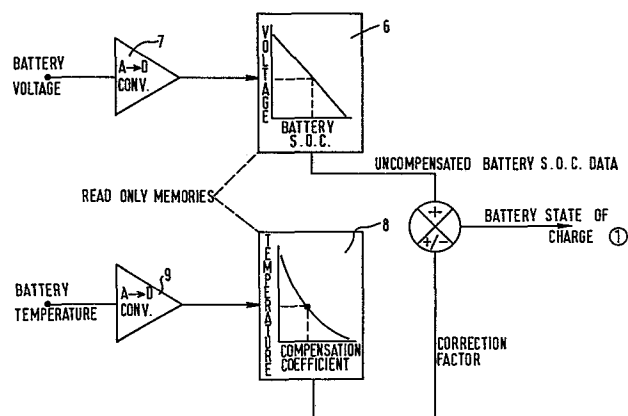 7
6
BATTERY
VOLTAGE
A→D
CONV.
VOLTAGE
BATTERY
S.O.C.
UNCOMPENSATED BATTERY S.O.C. DATA
READ ONLY MEMORIES
+
+/−
BATTERY STATE OF
CHARGE ①
8
9
BATTERY
TEMPERATURE
A→D
CONV.
TEMPERATURE
COMPENSATION
COEFFICIENT
CORRECTION
FACTOR